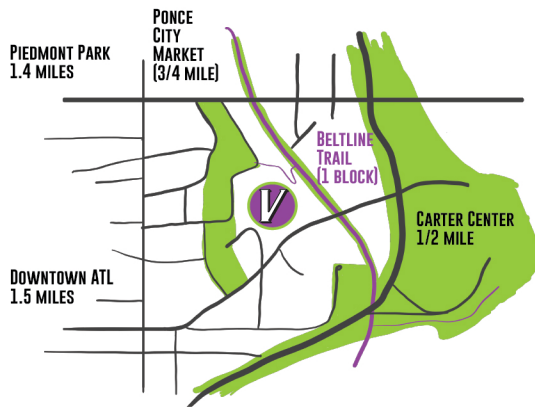 PONCE
CITY
MARKET
(3/4 MILE)
PIEDMONT PARK
1.4 MILES
BELTLINE
TRAIL
(1 BLOCK)
V
CARTER CENTER
1/2 MILE
DOWNTOWN ATL
1.5 MILES